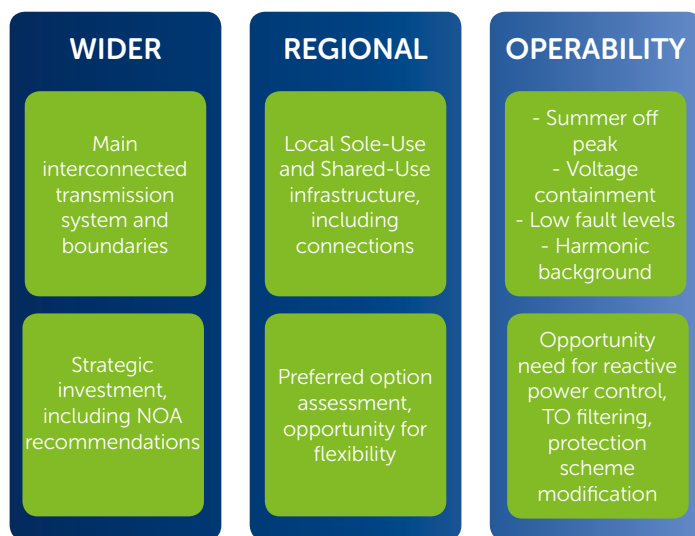 WIDER
Main
interconnected
transmission
system and
boundaries
Strategic
investment,
including NOA
recommendations
REGIONAL
Local Sole-Use
and Shared-Use
infrastructure,
including
connections
Preferred option
assessment,
opportunity for
flexibility
OPERABILITY
- Summer off
peak
- Voltage
containment
- Low fault levels
- Harmonic
background
Opportunity
need for reactive
power control,
TO filtering,
protection
scheme
modification